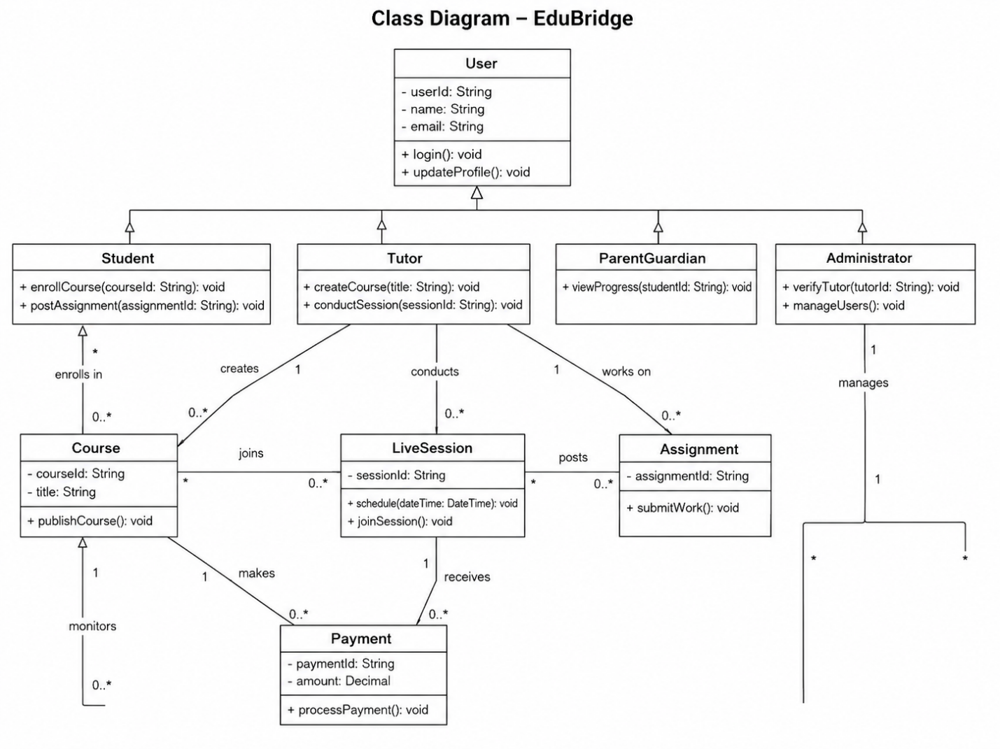 Class Diagram – EduBridge
User
- userId: String
- name: String
- email: String
+ login(): void
+ updateProfile(): void
Student
+ enrollCourse(courseId: String): void
+ postAssignment(assignmentId: String): void
Tutor
+ createCourse(title: String): void
+ conductSession(sessionId: String): void
ParentGuardian
+ viewProgress(studentId: String): void
Administrator
+ verifyTutor(tutorId: String): void
+ manageUsers(): void
*
enrolls in
0..*
creates
1
0..*
conducts
0..*
1
works on
0..*
1
manages
1
*
*
Course
- courseId: String
- title: String
+ publishCourse(): void
joins
*
0..*
LiveSession
- sessionId: String
+ schedule(dateTime: DateTime): void
+ joinSession(): void
posts
*
0..*
Assignment
- assignmentId: String
+ submitWork(): void
1
monitors
0..*
1
makes
0..*
1
receives
0..*
Payment
- paymentId: String
- amount: Decimal
+ processPayment(): void